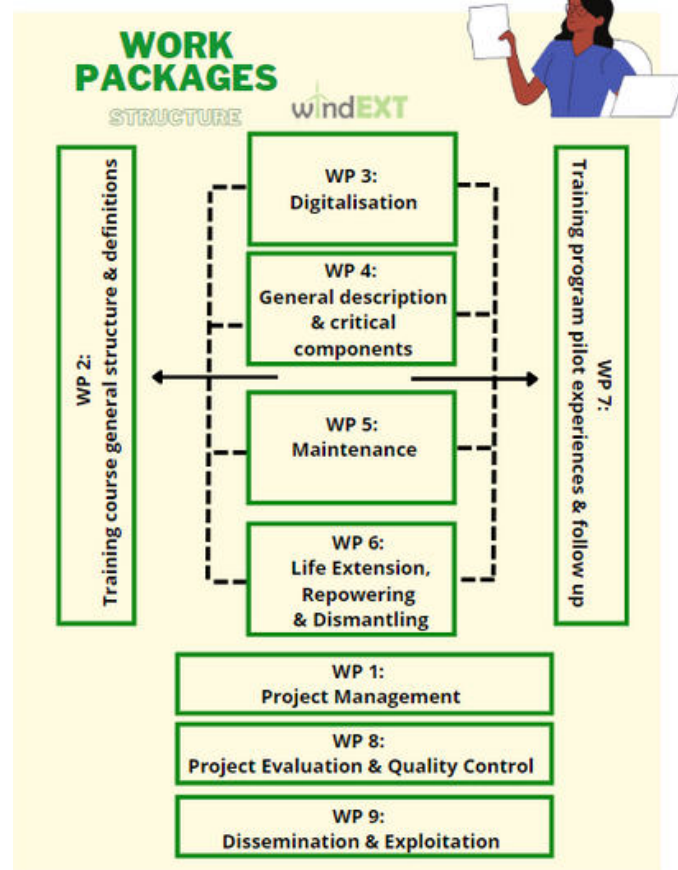 WORK
PACKAGES
STRUCTURE
windEXT
WP 2:
Training course general structure & definitions
WP 3:
Digitalisation
WP 4:
General description
& critical
components
WP 5:
Maintenance
WP 6:
Life Extension,
Repowering
& Dismantling
WP 7:
Training program pilot experiences & follow up
WP 1:
Project Management
WP 8:
Project Evaluation & Quality Control
WP 9:
Dissemination & Exploitation